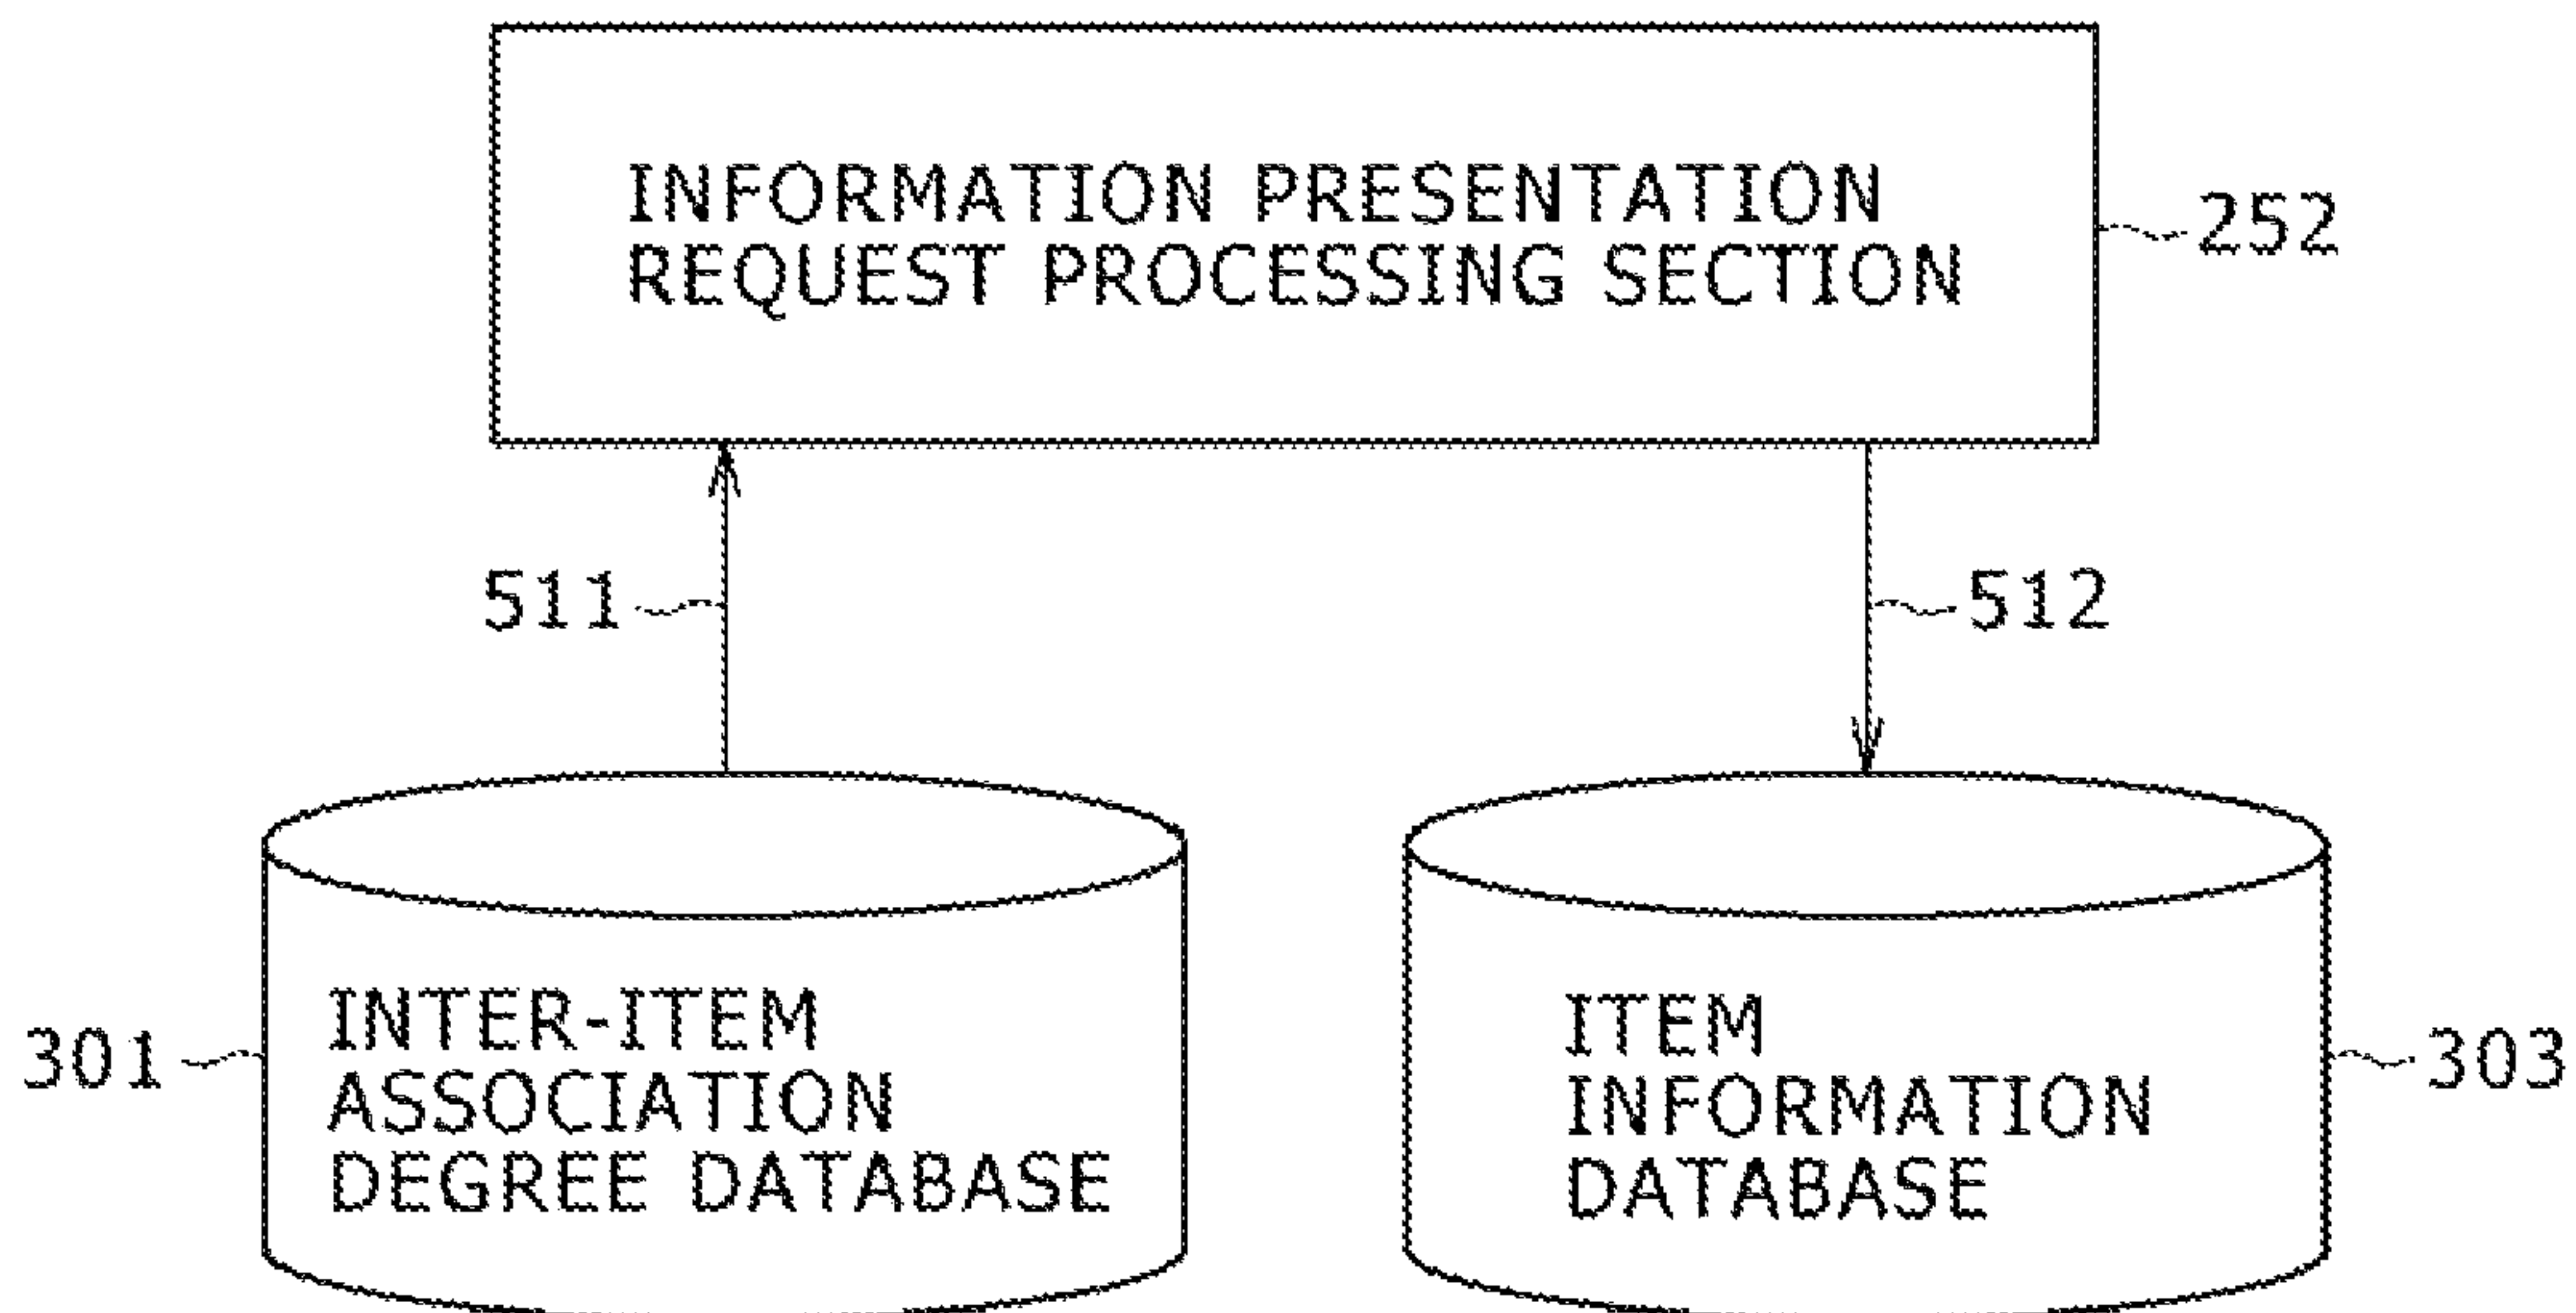 INFORMATION PRESENTATION
REQUEST PROCESSING SECTION
252
511
512
INTER-ITEM
ASSOCIATION
DEGREE DATABASE
301
ITEM
INFORMATION
DATABASE
303